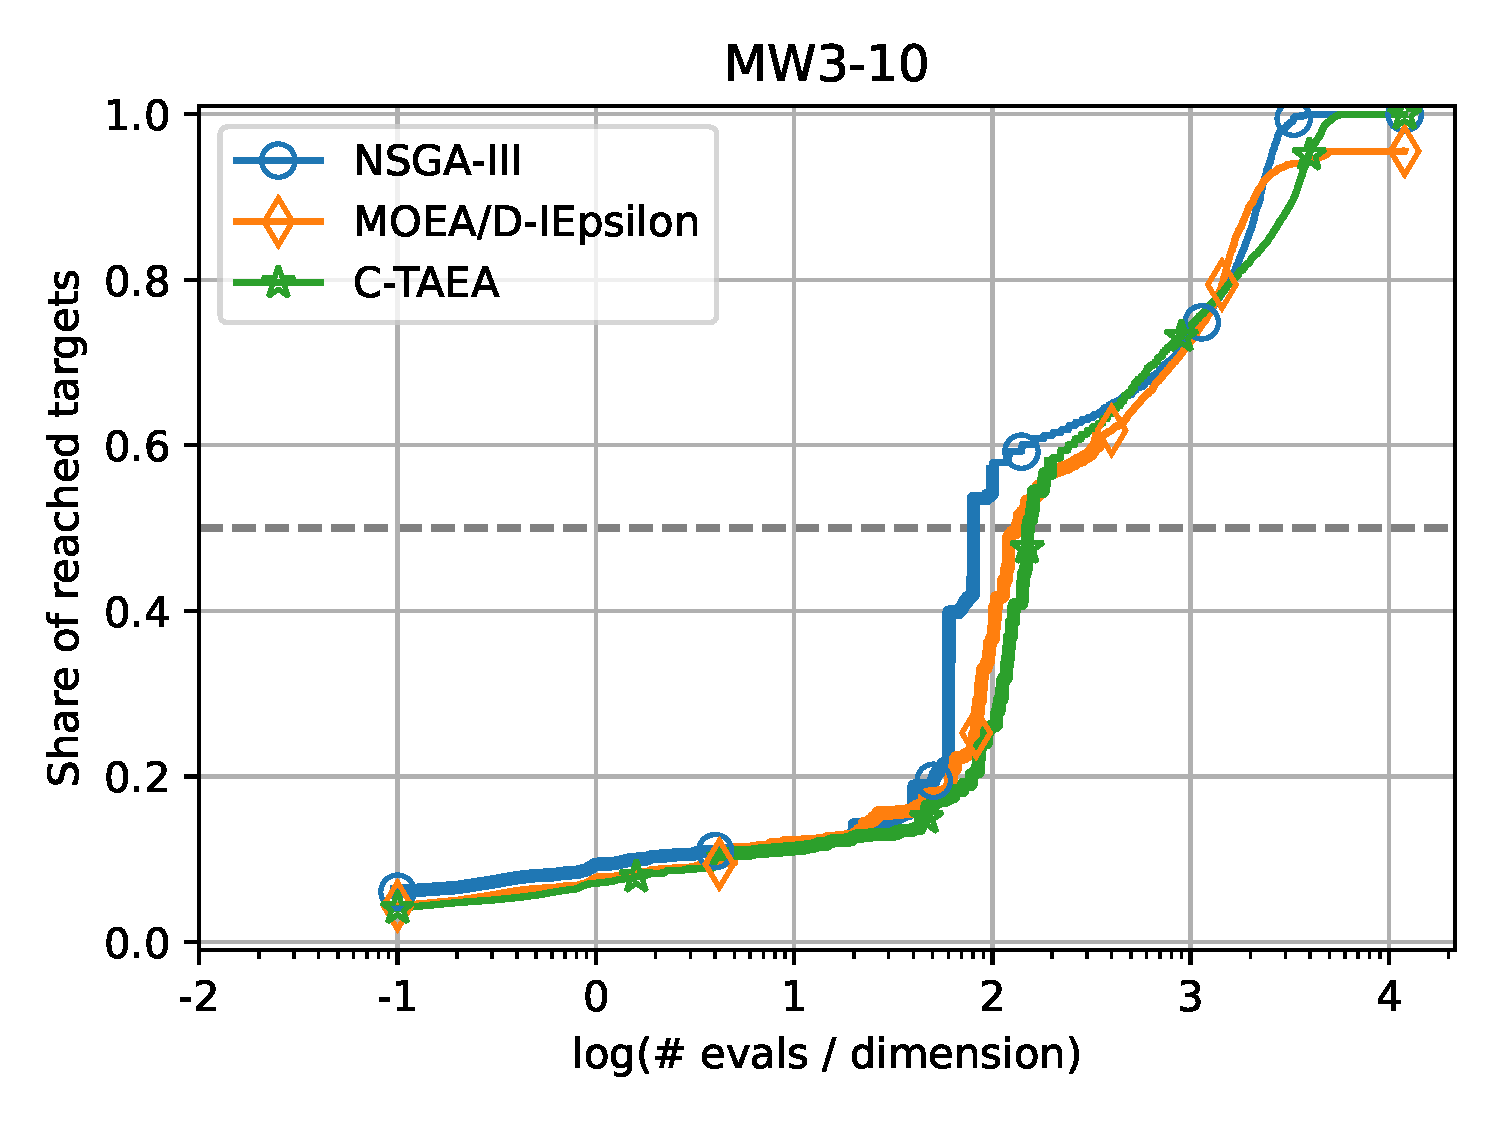 MW3-10
1.0
0.8
0.6
0.4
0.2
0.0
Share of reached targets
NSGA-III
MOEA/D-IEpsilon
C-TAEA
-2 -1 0 1 2 3 4
log(# evals / dimension)